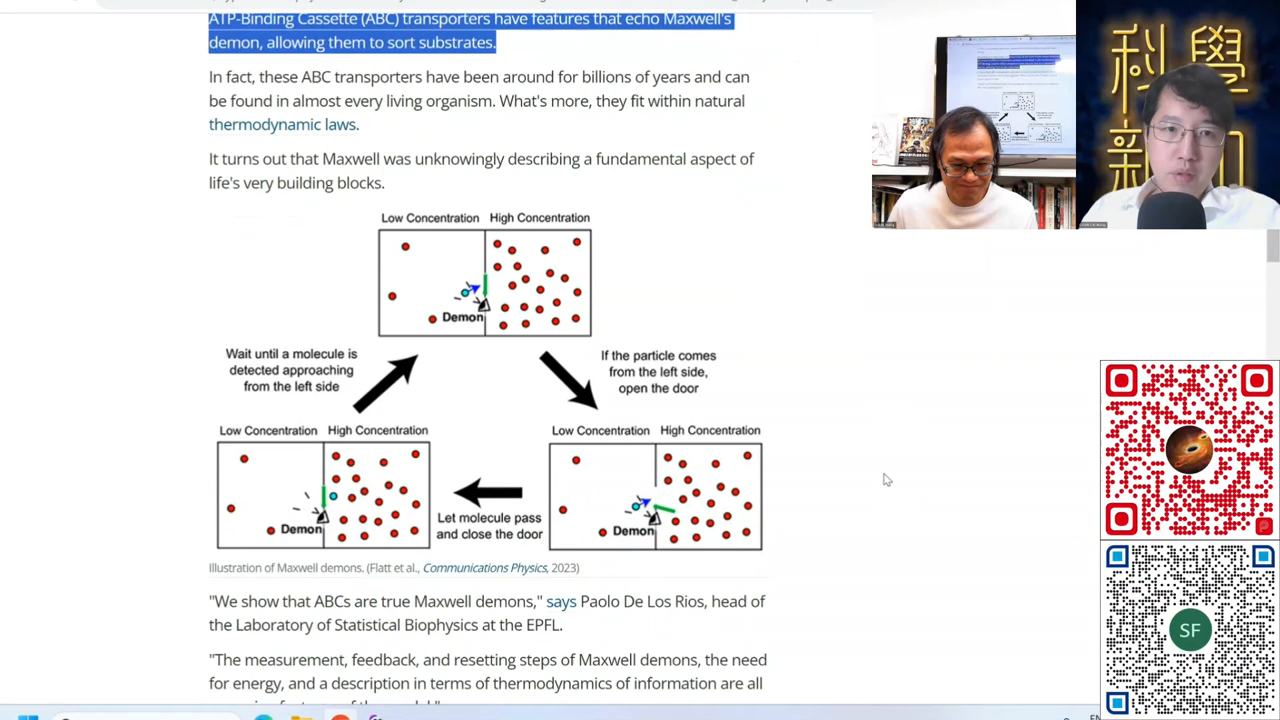 ATP-Binding Cassette (ABC) transporters have features that echo Maxwell's
demon, allowing them to sort substrates.
In fact, these ABC transporters have been around for billions of years and can
be found in almost every living organism. What's more, they fit within natural
thermodynamic laws.
It turns out that Maxwell was unknowingly describing a fundamental aspect of
life's very building blocks.
Low Concentration High Concentration
Demon
Wait until a molecule is
detected approaching
from the left side
If the particle comes
from the left side,
open the door
Low Concentration High Concentration
Demon
Let molecule pass
and close the door
Low Concentration High Concentration
Demon
Illustration of Maxwell demons. (Flatt et al., Communications Physics, 2023)
"We show that ABCs are true Maxwell demons," says Paolo De Los Rios, head of
the Laboratory of Statistical Biophysics at the EPFL.
"The measurement, feedback, and resetting steps of Maxwell demons, the need
for energy, and a description in terms of thermodynamics of information are all
科學
新
SF